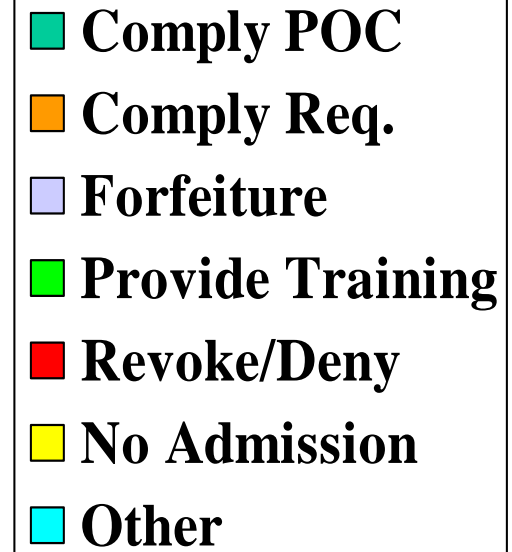 Comply POC
Comply Req.
Forfeiture
Provide Training
Revoke/Deny
No Admission
Other